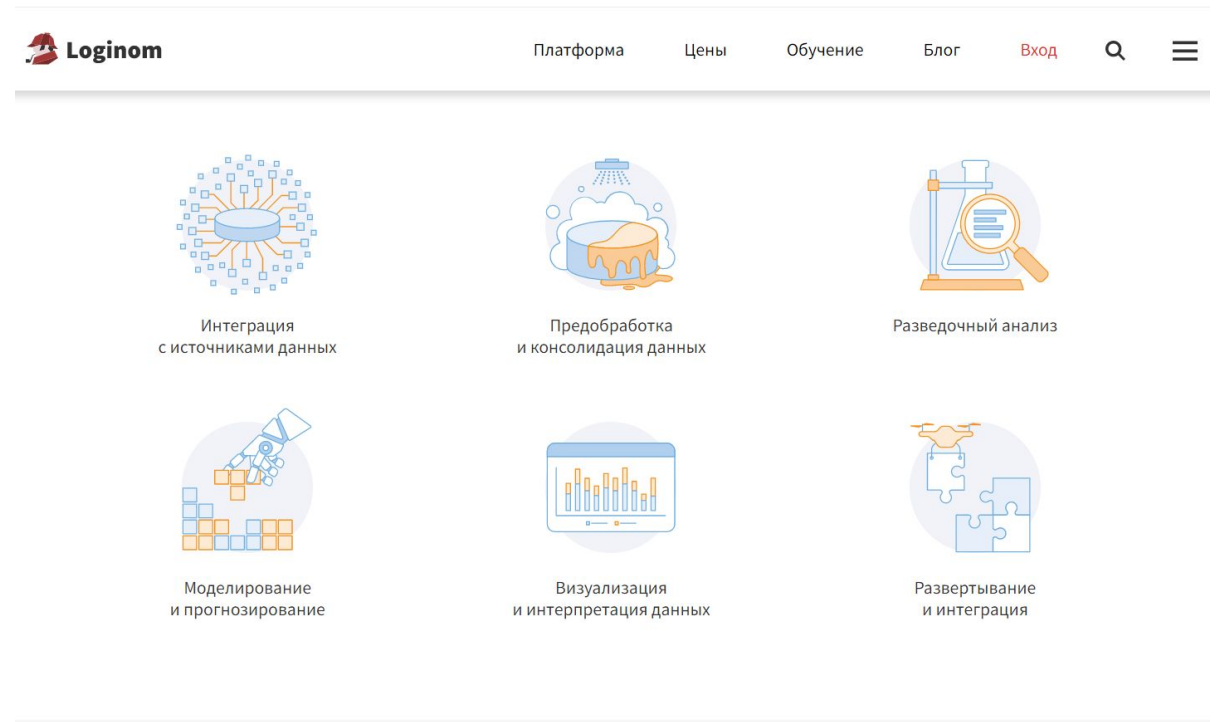 Loginom
Платформа Цены Обучение Блог Вход
Интеграция
с источниками данных
Предобработка
и консолидация данных
Разведочный анализ
Моделирование
и прогнозирование
Визуализация
и интерпретация данных
Развертывание
и интеграция